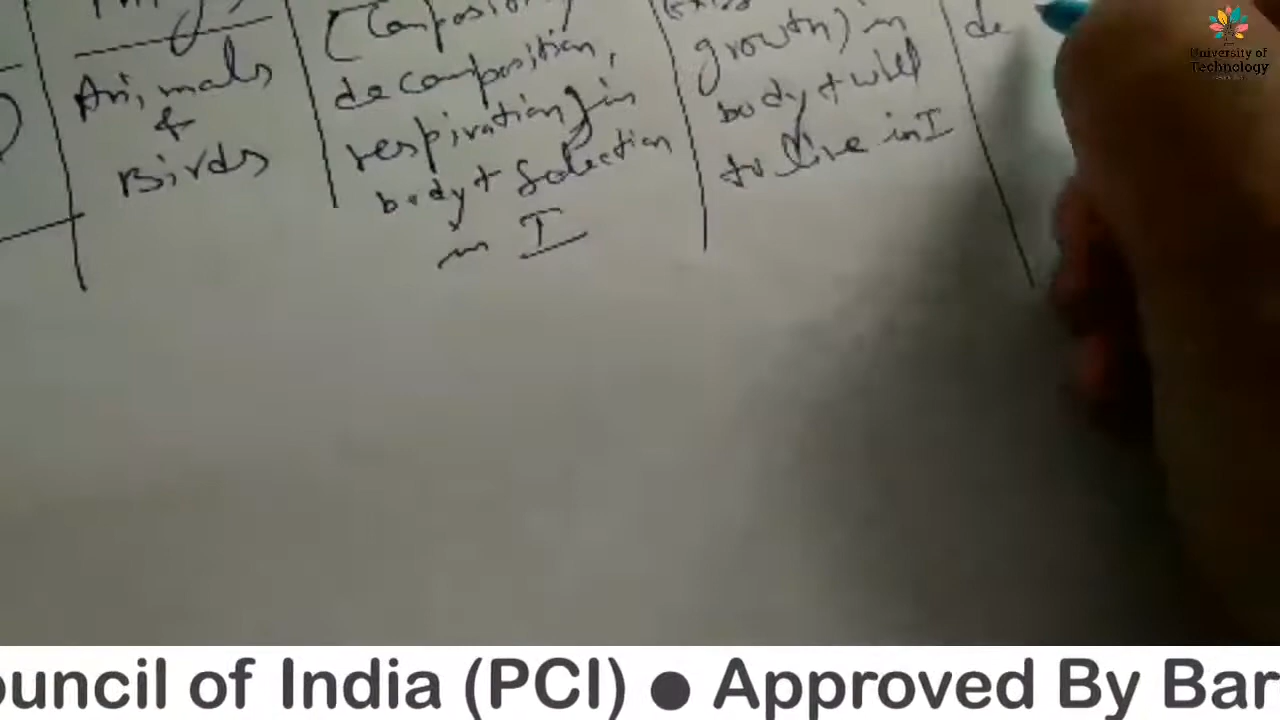 Animals
&
Birds
(Composition
decomposition,
respiration) in
body + Selection
in I
growth) in
body + will
to live in I
de
University of
Technology
ouncil of India (PCI) ● Approved By Bar